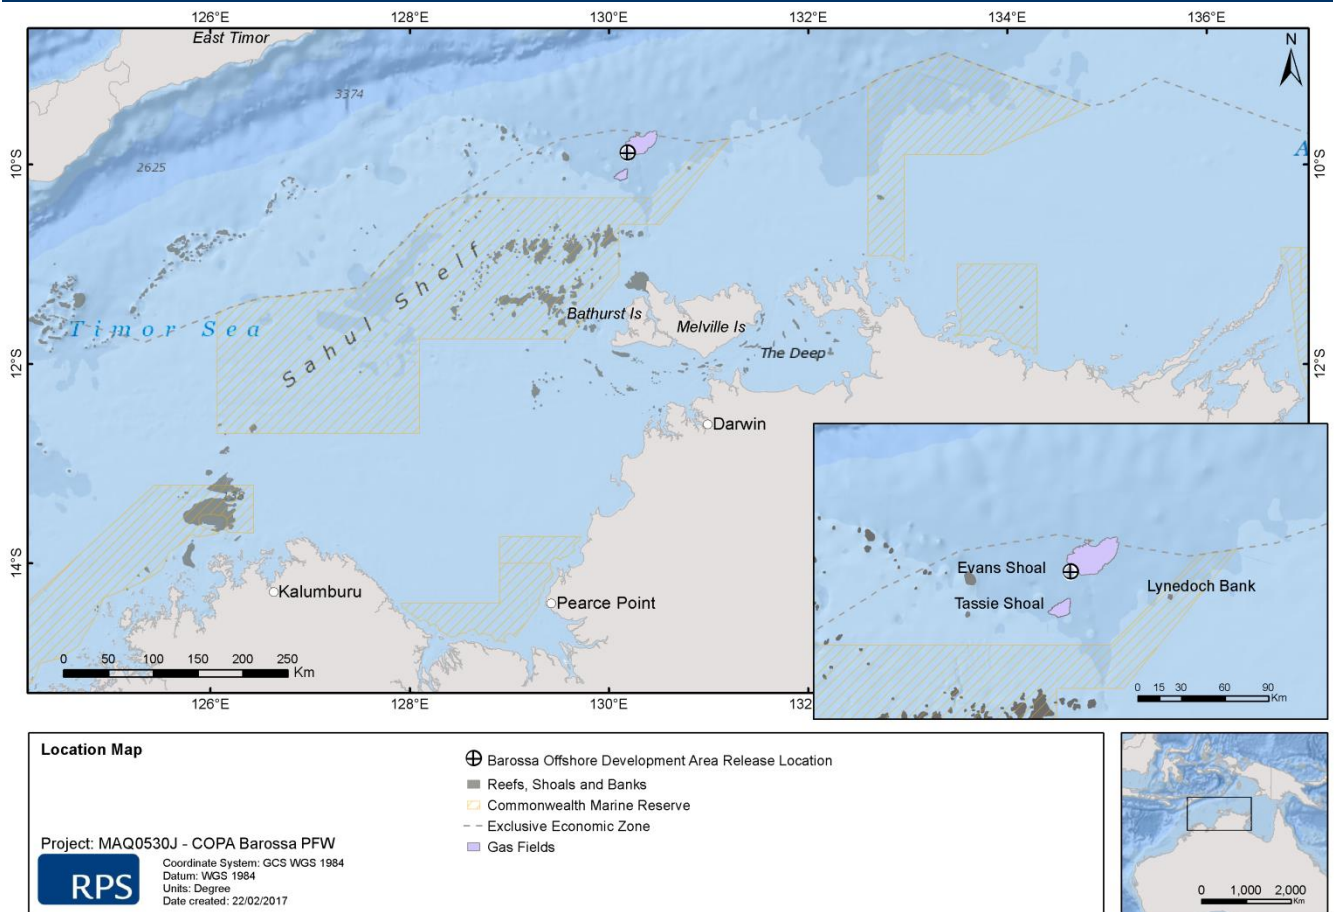 126°E 128°E 130°E 132°E 134°E 136°E
East Timor
N
3374
2625
10°S
10°S
A
Sahul Shelf
Timor Sea
Bathurst Is
Melville Is
The Deep
12°S
12°S
Darwin
14°S
Kalumburu
Pearce Point
0 50 100 150 200 250
Km
126°E 128°E 130°E 132°
Evans Shoal
Tassie Shoal
Lynedoch Bank
0 15 30 60 90
Km
Location Map
Barossa Offshore Development Area Release Location
Reefs, Shoals and Banks
Commonwealth Marine Reserve
Exclusive Economic Zone
Gas Fields
Project: MAQ0530J - COPA Barossa PFW
RPS
Coordinate System: GCS WGS 1984
Datum: WGS 1984
Units: Degree
Date created: 22/02/2017
0 1,000 2,000
Km